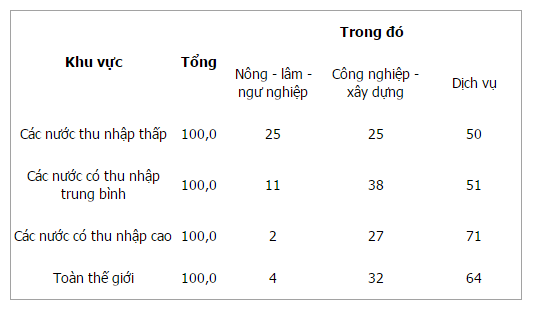 Khu vực
Tổng
Trong đó
Nông - lâm -
ngư nghiệp
Công nghiệp -
xây dựng
Dịch vụ
Các nước thu nhập thấp 100,0 25 25 50
Các nước có thu nhập
trung bình
100,0 11 38 51
Các nước có thu nhập cao 100,0 2 27 71
Toàn thế giới 100,0 4 32 64